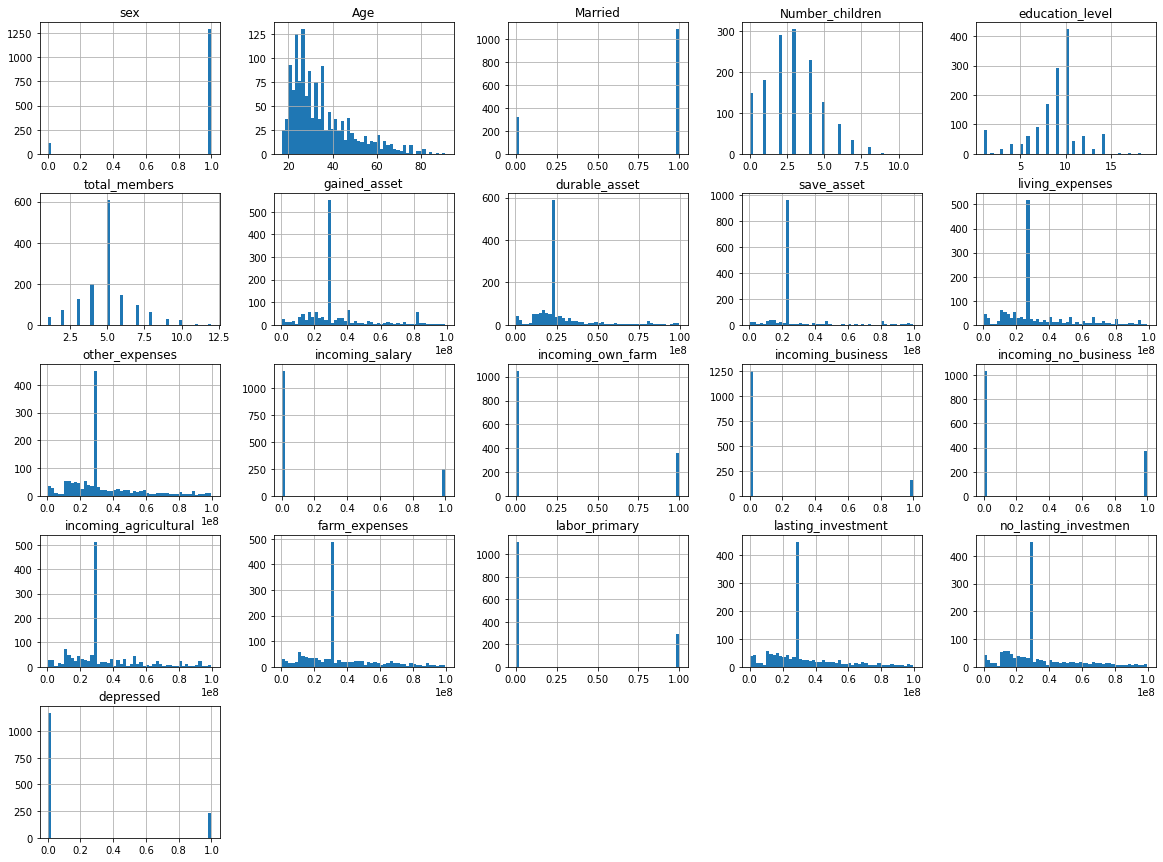 sex Age Married Number_children education_level
1250 1000 750 500 250 0
0.0 0.2 0.4 0.6 0.8 1.0
125 100 75 50 25 0
20 40 60 80
1000 800 600 400 200 0
0.00 0.25 0.50 0.75 1.00
300 200 100 0
0.0 2.5 5.0 7.5 10.0
400 300 200 100 0
5 10 15
total_members gained_asset durable_asset save_asset living_expenses
600 400 200 0
2.5 5.0 7.5 10.0 12.5
500 400 300 200 100 0
0.0 0.2 0.4 0.6 0.8 1.0
1e8
600 400 200 0
0.00 0.25 0.50 0.75 1.00
1e8
1000 800 600 400 200 0
0.0 0.2 0.4 0.6 0.8 1.0
1e8
500 400 300 200 100 0
0.0 0.2 0.4 0.6 0.8 1.0
1e8
other_expenses incoming_salary incoming_own_farm incoming_business incoming_no_business
400 300 200 100 0
0.0 0.2 0.4 0.6 0.8 1.0
1e8
1000 750 500 250 0
0.0 0.2 0.4 0.6 0.8 1.0
1000 800 600 400 200 0
0.0 0.2 0.4 0.6 0.8 1.0
1250 1000 750 500 250 0
0.0 0.2 0.4 0.6 0.8 1.0
1000 800 600 400 200 0
0.0 0.2 0.4 0.6 0.8 1.0
incoming_agricultural farm_expenses labor_primary lasting_investment no_lasting_investmen
500 400 300 200 100 0
0.0 0.2 0.4 0.6 0.8 1.0
1e8
500 400 300 200 100 0
0.0 0.2 0.4 0.6 0.8 1.0
1e8
1000 800 600 400 200 0
0.00 0.25 0.50 0.75 1.00
400 300 200 100 0
0.0 0.2 0.4 0.6 0.8 1.0
1e8
400 300 200 100 0
0.0 0.2 0.4 0.6 0.8 1.0
1e8
depressed
1000 750 500 250 0
0.0 0.2 0.4 0.6 0.8 1.0